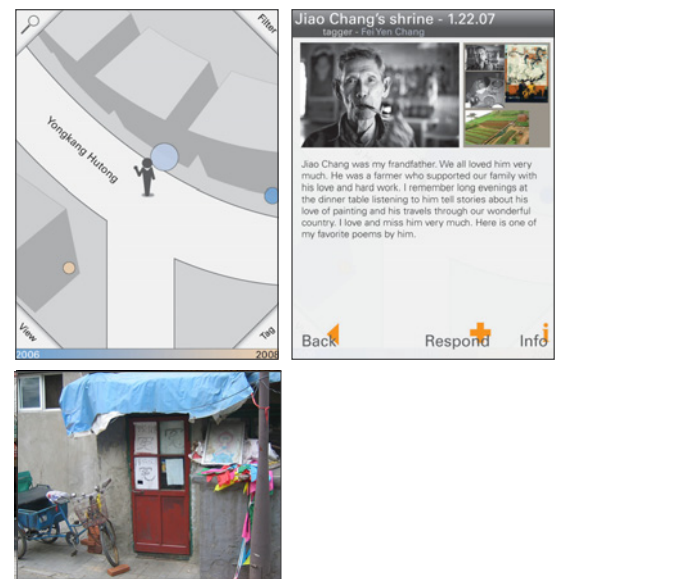 Filter
Yongkang Hutong
View
Tag
2006
2008
Jiao Chang's shrine - 1.22.07
tagger - Fei Yen Chang
Jiao Chang was my frandfather. We all loved him very
much. He was a farmer who supported our family with
his love and hard work. I remember long evenings at
the dinner table listening to him tell stories about his
love of painting and his travels through our wonderful
country. I love and miss him very much. Here is one of
my favorite poems by him.
Back
Respond
Info